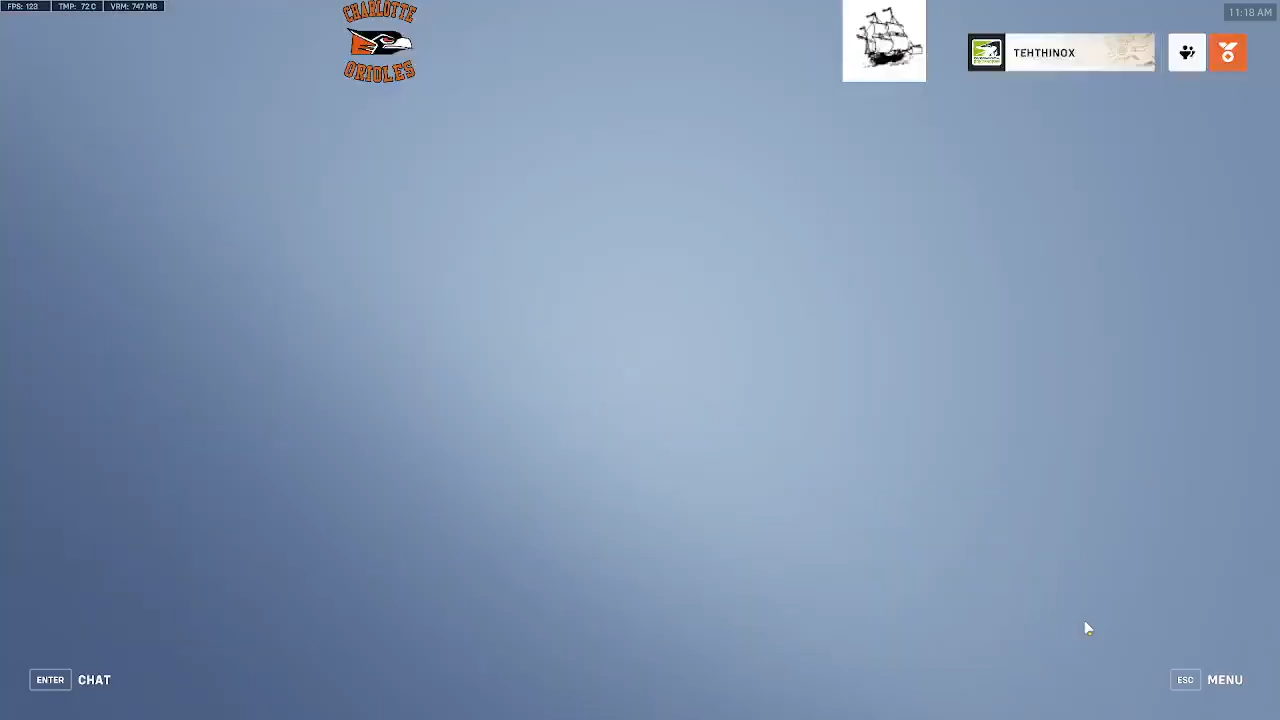 FPS: 123 TMP: 72 C VRM: 747 MB
11:18 AM
CHARLOTTE
ORIOLES
TEHTHINOX
ENTER CHAT
ESC MENU